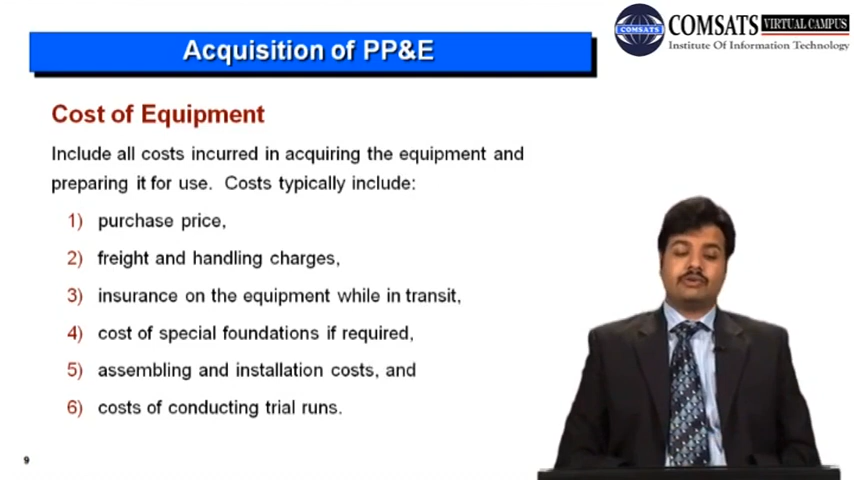 Acquisition of PP&E
COMSATS
COMSATS VIRTUAL CAMPUS
Institute Of Information Technology
Cost of Equipment
Include all costs incurred in acquiring the equipment and
preparing it for use. Costs typically include:
1) purchase price,
2) freight and handling charges,
3) insurance on the equipment while in transit,
4) cost of special foundations if required,
5) assembling and installation costs, and
6) costs of conducting trial runs.
9